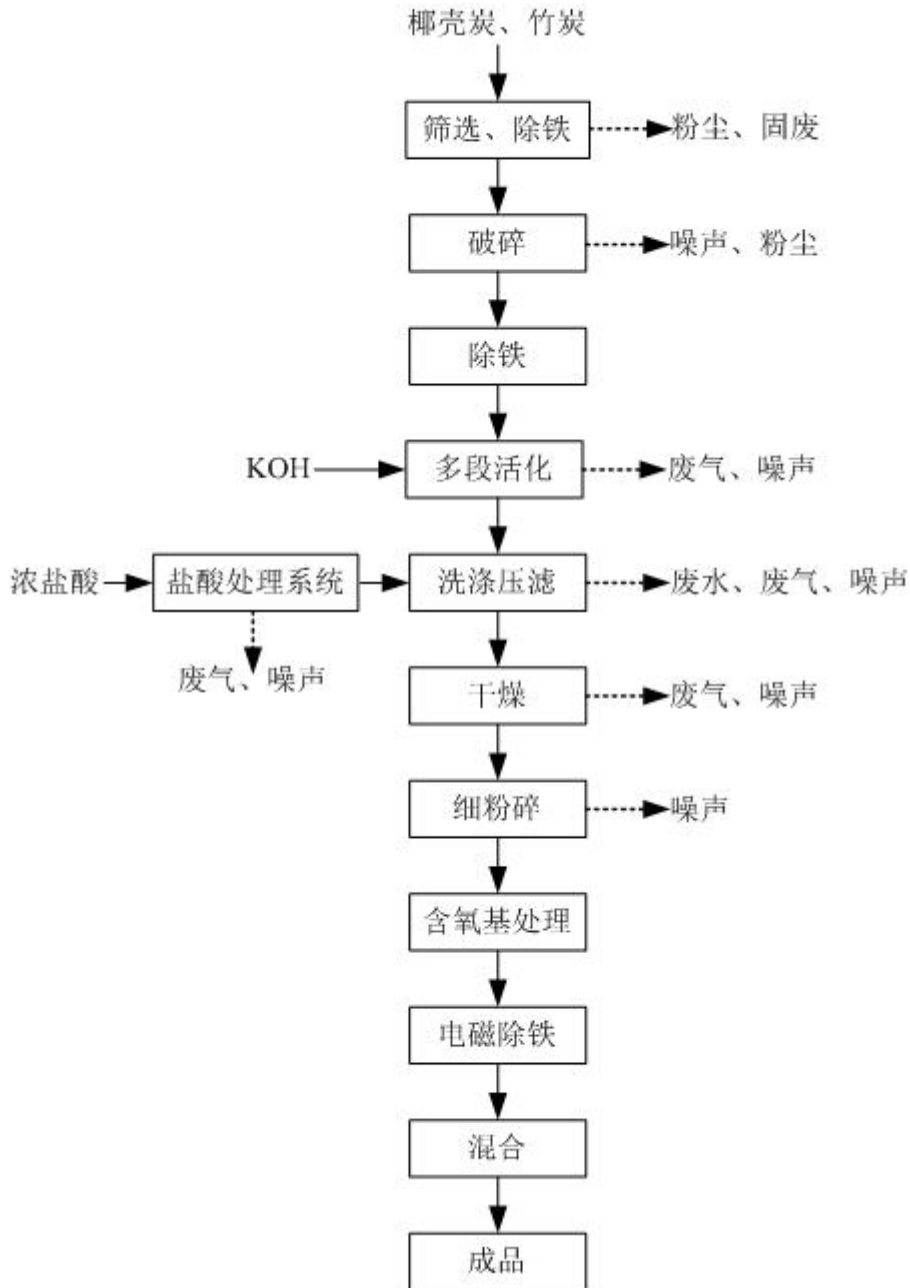 椰壳炭、竹炭
筛选、除铁
粉尘、固废
破碎
噪声、粉尘
除铁
KOH
多段活化
废气、噪声
浓盐酸
盐酸处理系统
洗涤压滤
废水、废气、噪声
废气、噪声
干燥
废气、噪声
细粉碎
噪声
含氧基处理
电磁除铁
混合
成品